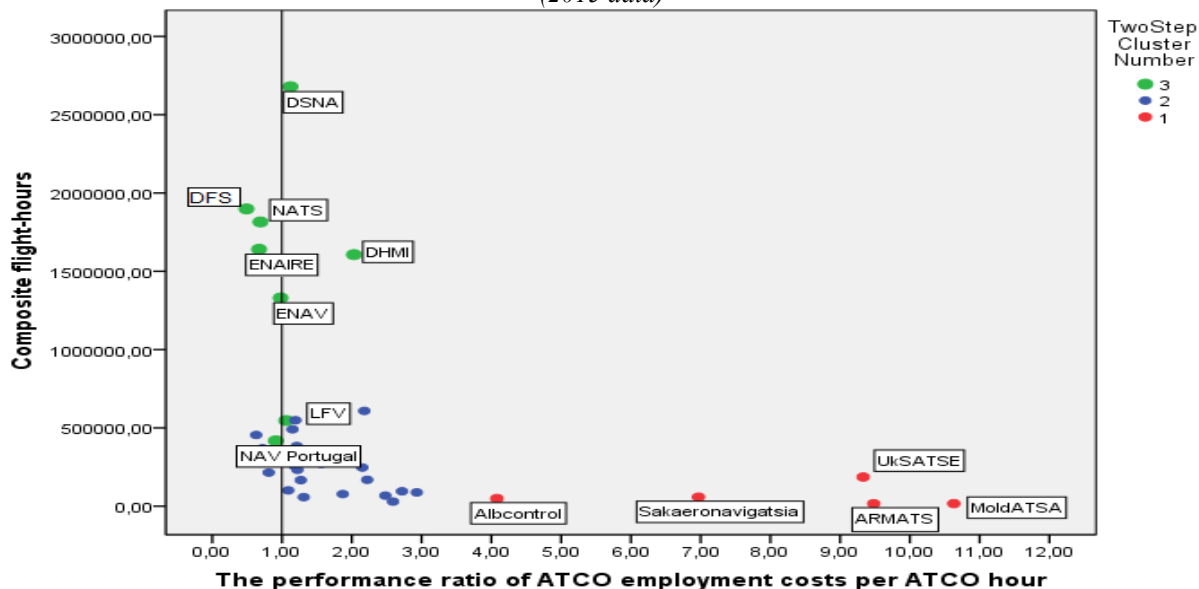 3000000,00
2500000,00
2000000,00
1500000,00
1000000,00
500000,00
0,00
Composite flight-hours
DSNA
DFS
NATS
DHMI
ENAIRE
ENAV
LFV
NAV Portugal
UkSATSE
Albcontrol
Sakaeronavigatsia
ARMATS
MoldATSA
0,00 1,00 2,00 3,00 4,00 5,00 6,00 7,00 8,00 9,00 10,00 11,00 12,00
The performance ratio of ATCO employment costs per ATCO hour
TwoStep
Cluster
Number
3
2
1